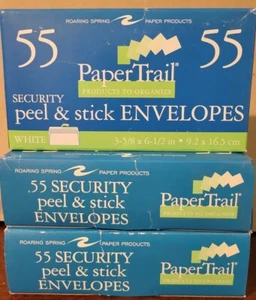 ROARING SPRING PAPER PRODUCTS
55 55
PaperTrail®
PRODUCTS TO ORGANIZE
SECURITY
peel & stick ENVELOPES
WHITE
3-5/8 x 6-1/2 in • 9.2 x 16.5 cm
ROARING SPRING PAPER PRODUCTS
55 SECURITY
peel & stick
ENVELOPES
PaperTrail®
PRODUCTS TO ORGANIZE
ROARING SPRING PAPER PRODUCTS
55 SECURITY
peel & stick
ENVELOPES
PaperTrail®
PRODUCTS TO ORGANIZE